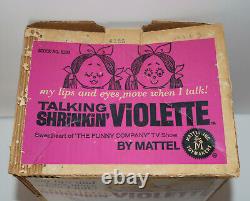 my lips and eyes move when I talk!
TALKING
SHRINKIN' VIOLETTE
Sweetheart of "THE FUNNY COMPANY" TV Show
BY MATTEL